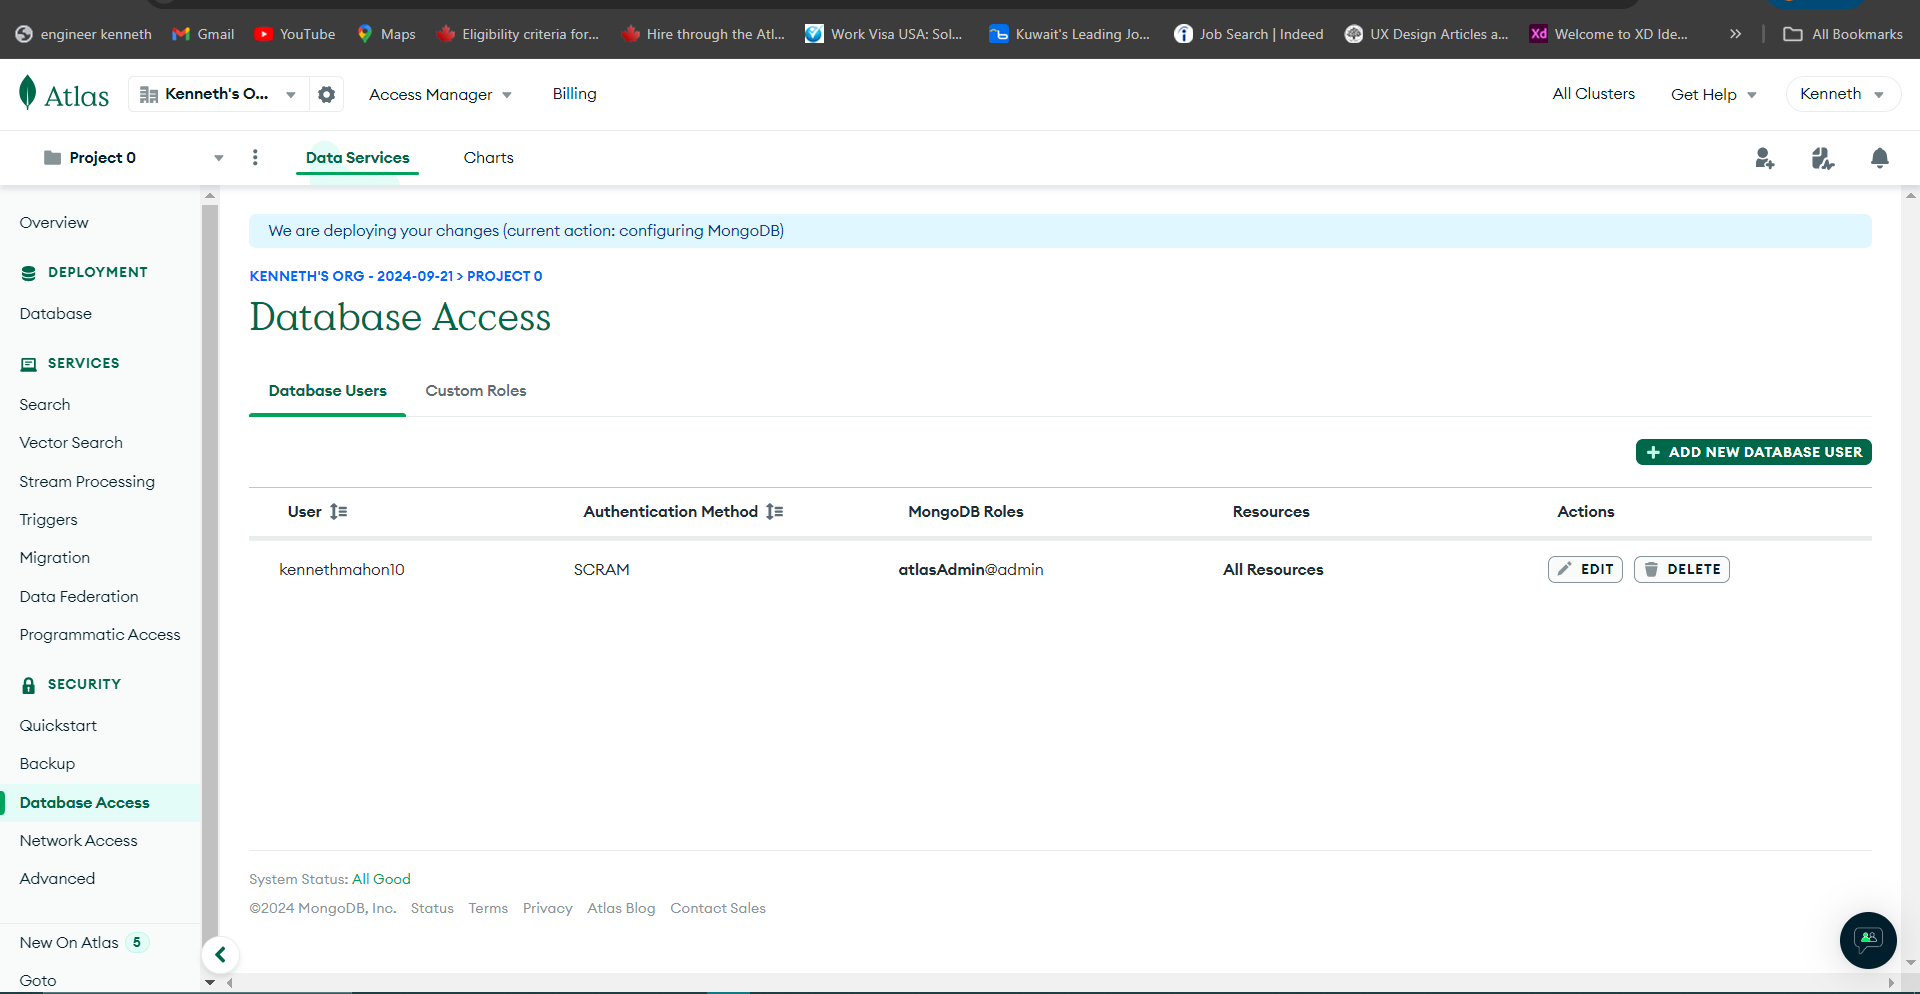 engineer kenneth
Gmail
YouTube
Maps
Eligibility criteria for...
Hire through the Atl...
Work Visa USA: Sol...
Kuwait's Leading Jo...
Job Search | Indeed
UX Design Articles a...
Xd
Welcome to XD Ide...
»
All Bookmarks
Atlas
Kenneth's O...
Access Manager
Billing
All Clusters
Get Help
Kenneth
Project 0
Data Services
Charts
Overview
DEPLOYMENT
Database
SERVICES
Search
Vector Search
Stream Processing
Triggers
Migration
Data Federation
Programmatic Access
SECURITY
Quickstart
Backup
Database Access
Network Access
Advanced
New On Atlas 5
Goto
We are deploying your changes (current action: configuring MongoDB)
KENNETH'S ORG - 2024-09-21 > PROJECT 0
Database Access
Database Users
Custom Roles
+ ADD NEW DATABASE USER
User
Authentication Method
MongoDB Roles
Resources
Actions
kennethmahon10
SCRAM
atlasAdmin@admin
All Resources
EDIT
DELETE
System Status: All Good
©2024 MongoDB, Inc.
Status
Terms
Privacy
Atlas Blog
Contact Sales